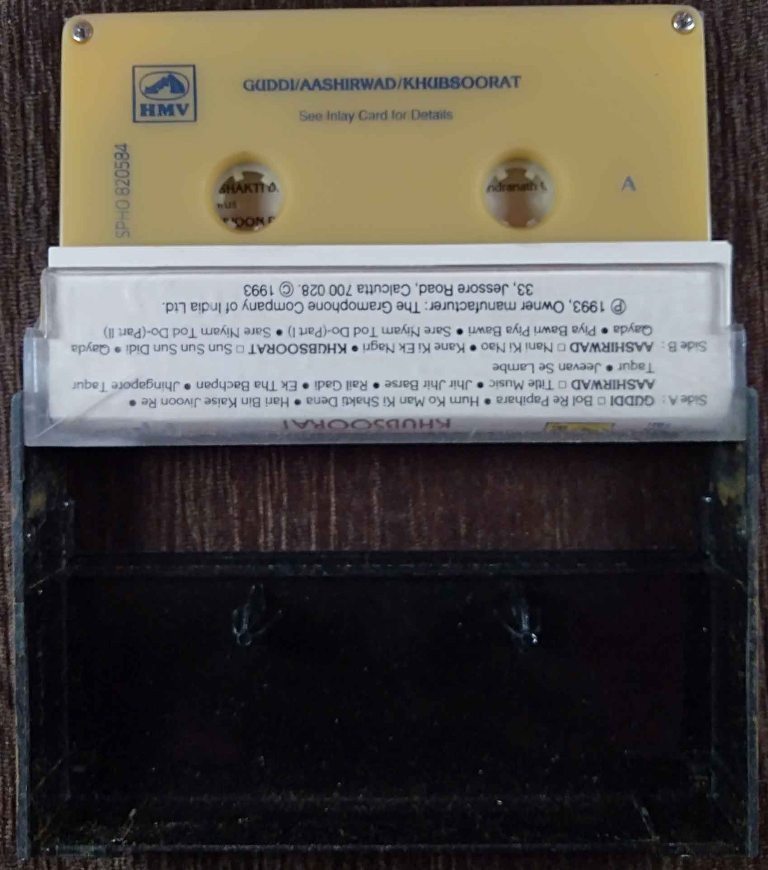 HMV
GUDDI/AASHIRWAD/KHUBSOORAT
See Inlay Card for Details
SPHO 820584
SHAKTI
A
KHUBSOORAT
Side A : GUDDI □ Bol Re Papihara • Hum Ko Man Ki Shakti Dena • Hari Bin Kaise Jivoon Re •
AASHIRWAD □ Title Music • Jhir Jhir Barse • Rail Gadi • Ek Tha Bachpan • Jhingapore Taqur
Taqur • Jeevan Se Lambe
Side B : AASHIRWAD □ Nani Ki Nao • Kane Ki Ek Nagri • KHUBSOORAT □ Sun Sun Sun Didi • Qayda
Qayda • Piya Bawri Piya Bawri • Sare Niyam Tod Do-(Part I) • Sare Niyam Tod Do-(Part II)
℗ 1993, Owner manufacturer: The Gramophone Company of India Ltd.
33, Jessore Road, Calcutta 700 028. © 1993